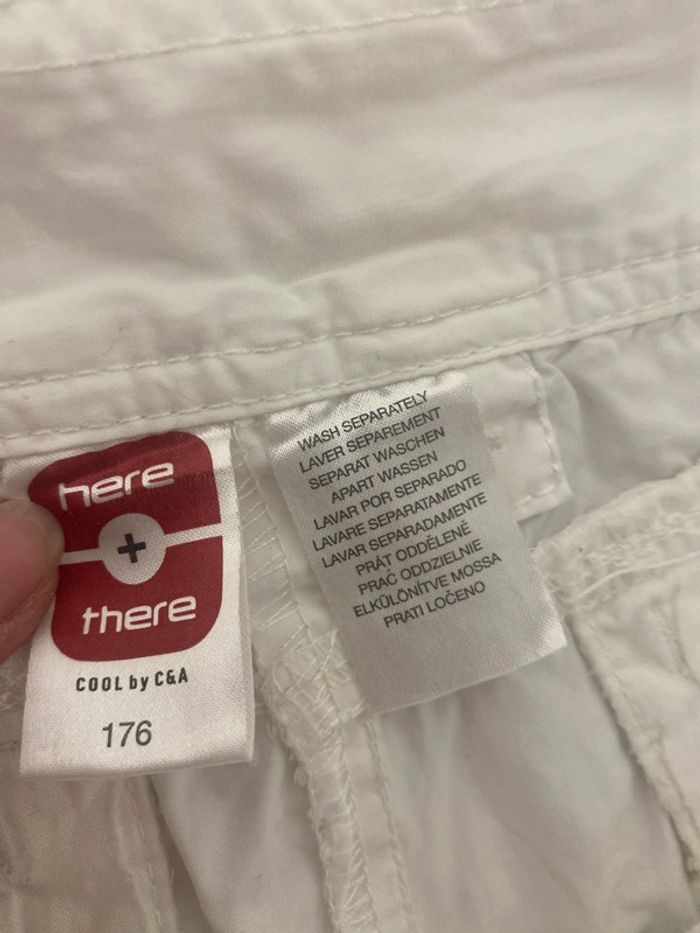 here
+
there
COOL by C&A
176
WASH SEPARATELY
LAVER SEPAREMENT
SEPARAT WASCHEN
APART WASSEN
LAVAR POR SEPARADO
LAVARE SEPARATAMENTE
LAVAR SEPARADAMENTE
PRÁT ODDĚLENĚ
PRAĆ ODDZIELNIE
ELKÜLÖNÍTVE MOSSA
PRATI LOČENO